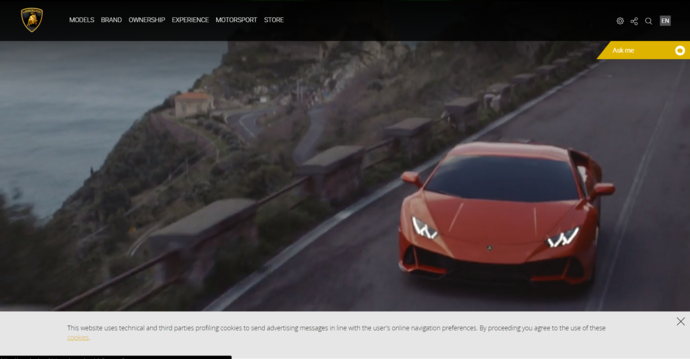 MODELS BRAND OWNERSHIP EXPERIENCE MOTORSPORT STORE EN
Ask me
This website uses technical and third parties profiling cookies to send advertising messages in line with the user's online navigation preferences. By proceeding you agree to the use of these
cookies.